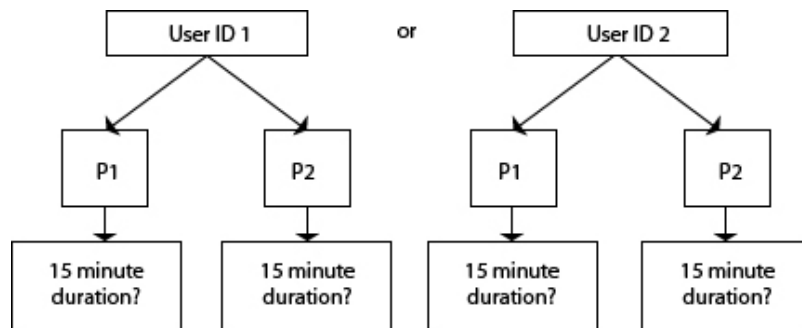 User ID 1
or
User ID 2
P1
P2
P1
P2
15 minute
duration?
15 minute
duration?
15 minute
duration?
15 minute
duration?